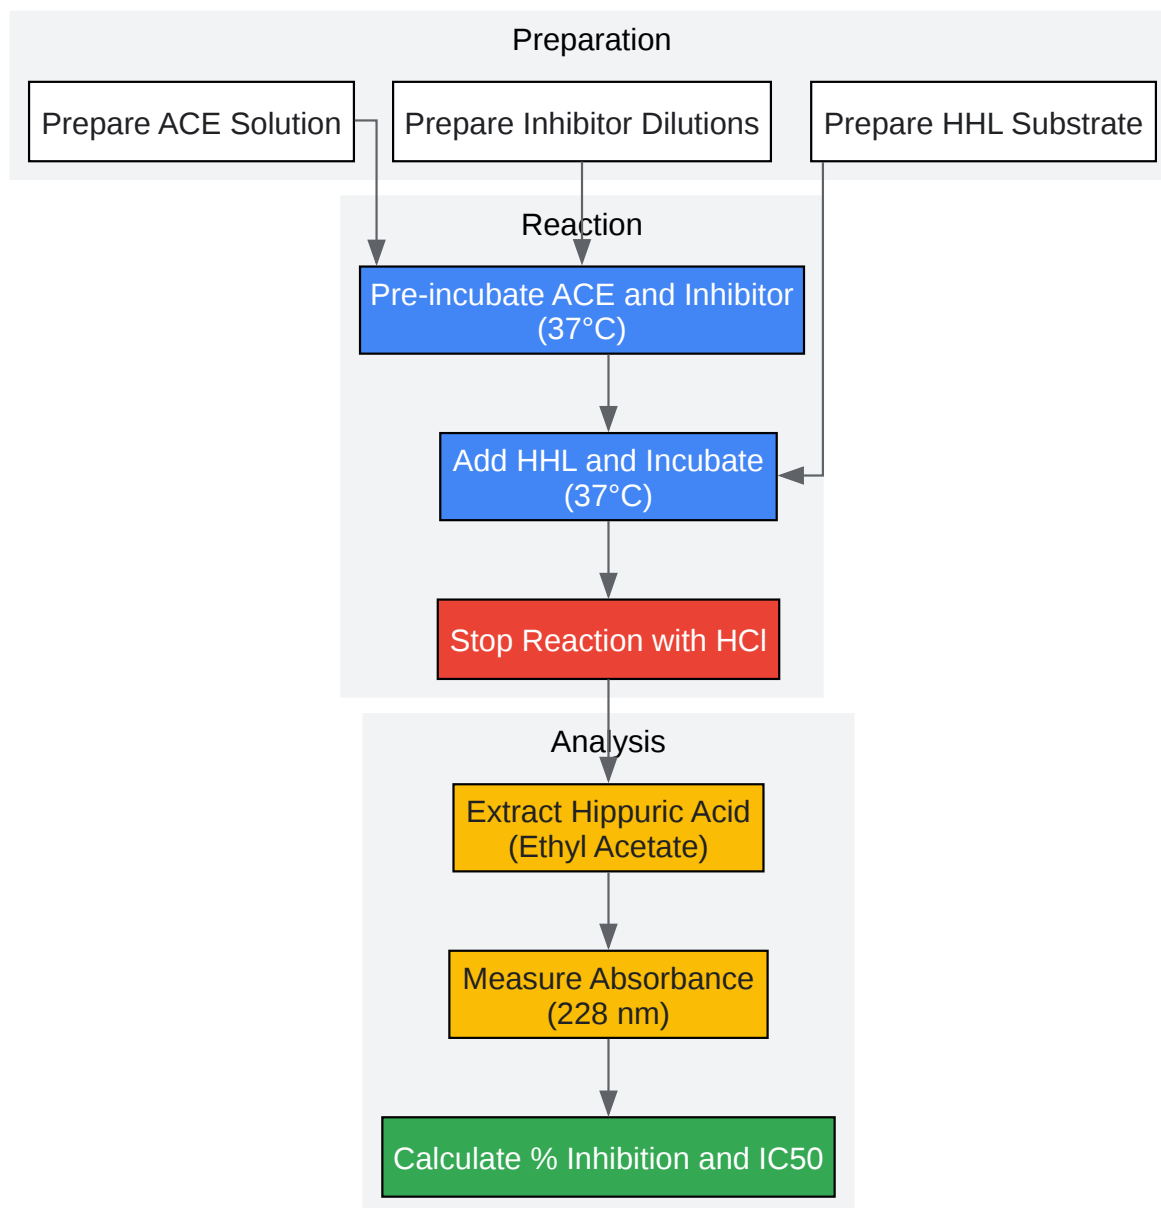 Preparation
Prepare ACE Solution
Prepare Inhibitor Dilutions
Prepare HHL Substrate
Reaction
Pre-incubate ACE and Inhibitor
(37°C)
Add HHL and Incubate
(37°C)
Stop Reaction with HCl
Analysis
Extract Hippuric Acid
(Ethyl Acetate)
Measure Absorbance
(228 nm)
Calculate % Inhibition and IC50